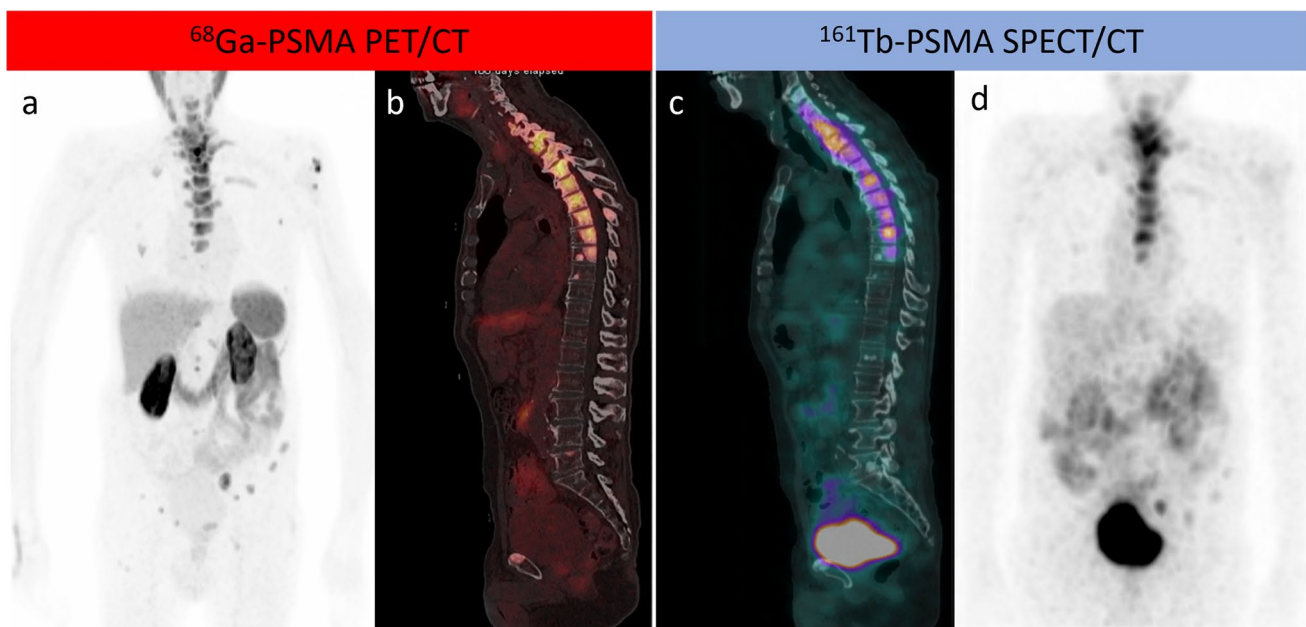 ⁶⁸Ga-PSMA PET/CT
¹⁶¹Tb-PSMA SPECT/CT
a
b
days elapsed
c
d